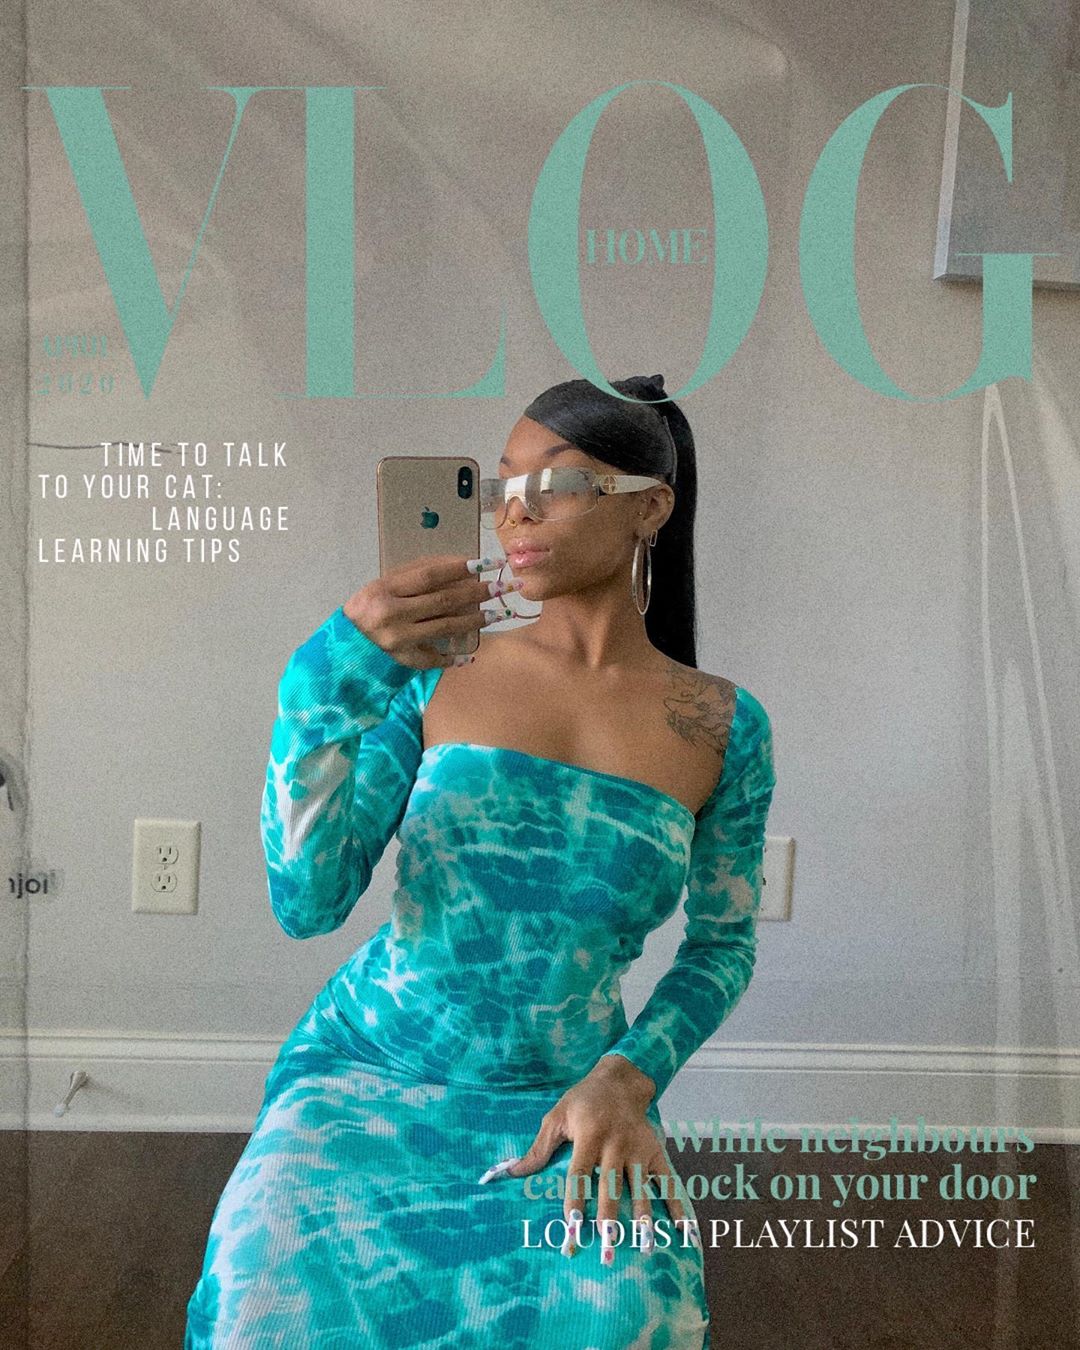 VLOG
HOME
APRIL
2020
TIME TO TALK
TO YOUR CAT:
LANGUAGE
LEARNING TIPS
njoi
While neighbours
can't knock on your door
LOUDEST PLAYLIST ADVICE